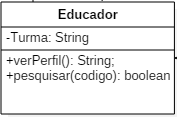 Educador
-Turma: String
+verPerfil(): String;
+pesquisar(codigo): boolean